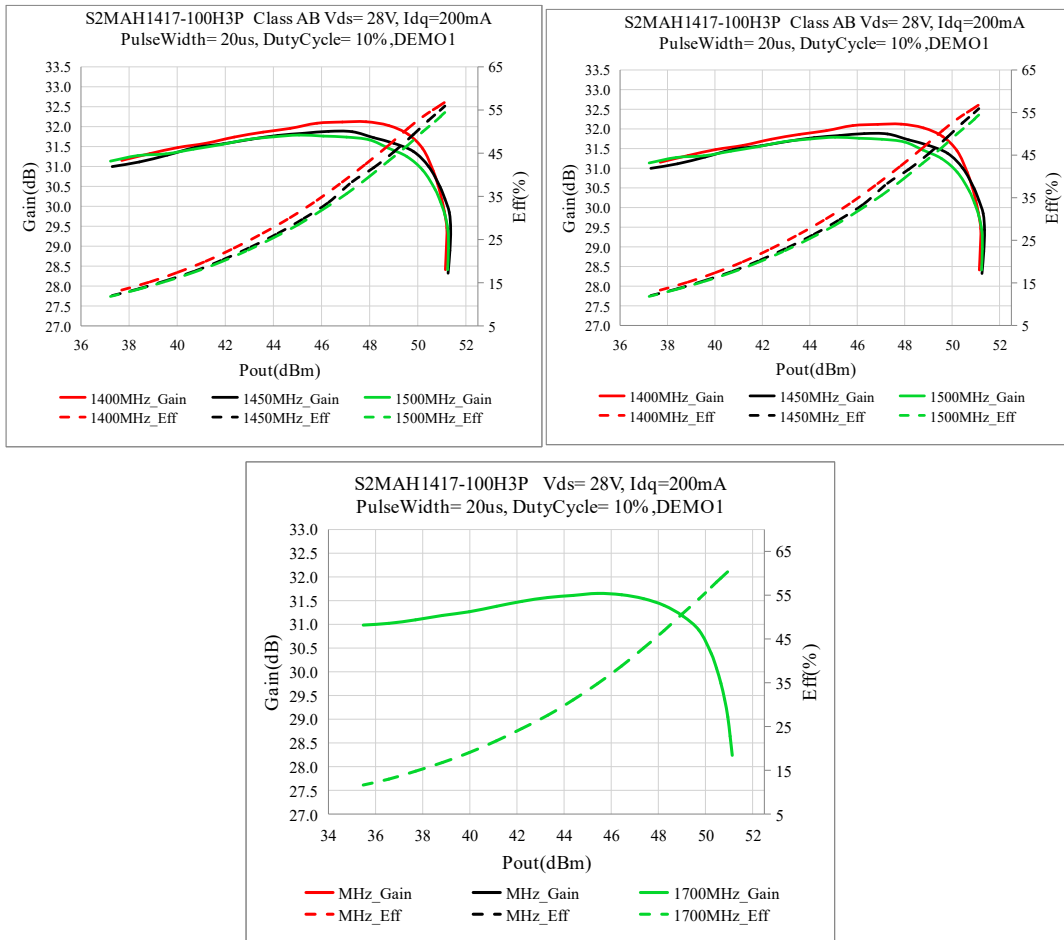 S2MAH1417-100H3P Class AB Vds= 28V, Idq=200mA
PulseWidth= 20us, DutyCycle= 10% ,DEMO1
Gain(dB)
33.5
33.0
32.5
32.0
31.5
31.0
30.5
30.0
29.5
29.0
28.5
28.0
27.5
27.0
65
55
45
35
25
15
5
Eff(%)
36 38 40 42 44 46 48 50 52
Pout(dBm)
1400MHz_Gain 1450MHz_Gain 1500MHz_Gain
1400MHz_Eff 1450MHz_Eff 1500MHz_Eff
S2MAH1417-100H3P Class AB Vds= 28V, Idq=200mA
PulseWidth= 20us, DutyCycle= 10% ,DEMO1
Gain(dB)
33.5
33.0
32.5
32.0
31.5
31.0
30.5
30.0
29.5
29.0
28.5
28.0
27.5
27.0
65
55
45
35
25
15
5
Eff(%)
36 38 40 42 44 46 48 50 52
Pout(dBm)
1400MHz_Gain 1450MHz_Gain 1500MHz_Gain
1400MHz_Eff 1450MHz_Eff 1500MHz_Eff
S2MAH1417-100H3P Vds= 28V, Idq=200mA
PulseWidth= 20us, DutyCycle= 10% ,DEMO1
Gain(dB)
33.0
32.5
32.0
31.5
31.0
30.5
30.0
29.5
29.0
28.5
28.0
27.5
27.0
65
55
45
35
25
15
5
Eff(%)
34 36 38 40 42 44 46 48 50 52
Pout(dBm)
MHz_Gain MHz_Gain 1700MHz_Gain
MHz_Eff MHz_Eff 1700MHz_Eff